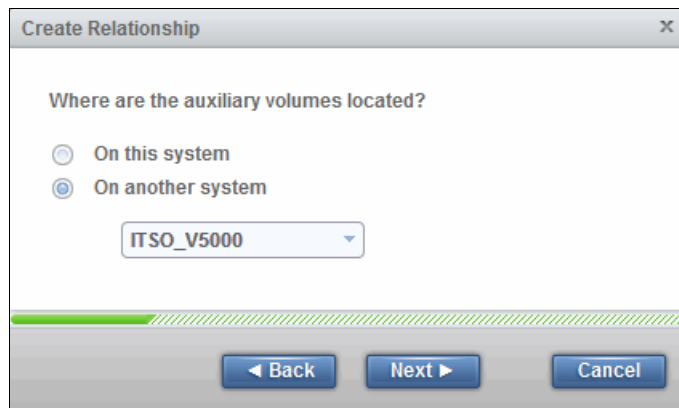 Create Relationship x
Where are the auxiliary volumes located?
On this system
On another system
ITSO_V5000
◄ Back Next ► Cancel